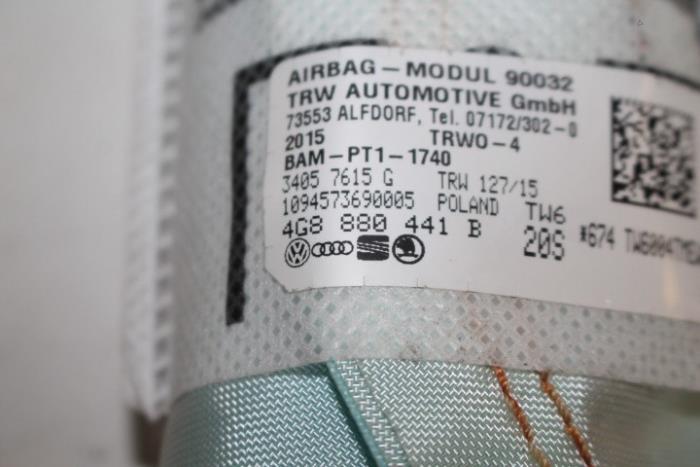 AIRBAG-MODUL 90032
TRW AUTOMOTIVE GmbH
73553 ALFDORF, Tel. 07172/302-0
2015 TRWO-4
BAM-PT1-1740
3405 7615 G TRW 127/15
1094573690005 POLAND TW6
4G8 880 441 B 20S #674